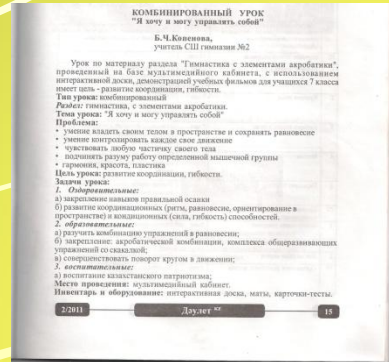 КОМБИНИРОВАННЫЙ УРОК
"Я хочу и могу управлять собой"
Б.Ч.Копенова,
учитель СШ гимназии №2
Урок по материалу раздела "Гимнастика с элементами акробатики",
проведенный на базе мультимедийного кабинета, с использованием
интерактивной доски, демонстрацией учебных фильмов для учащихся 7 класса
имеет цель - развитие координации, гибкости.
Тип урока: комбинированный
Раздел: гимнастика, с элементами акробатики.
Тема урока: "Я хочу и могу управлять собой"
Проблема:
• умение владеть своим телом в пространстве и сохранять равновесие
• умение контролировать каждое свое движение
• чувствовать любую частичку своего тела
• подчинять разуму работу определенной мышечной группы
• гармония, красота, пластика
Цель урока: развитие координации, гибкости.
Задачи урока:
1. Оздоровительные:
а) закрепление навыков правильной осанки
б) развитие координационных (ритм, равновесие, ориентирование в
пространстве) и кондиционных (сила, гибкость) способностей.
2. образовательные:
а) разучить комбинацию упражнений в равновесии;
б) закрепление: акробатической комбинации, комплекса общеразвивающих
упражнений со скакалкой;
в) совершенствовать поворот кругом в движении;
3. воспитательные:
а) воспитание казахстанского патриотизма;
Место проведения: мультимедийный кабинет.
Инвентарь и оборудование: интерактивная доска, маты, карточки-тесты.
2/2011 Дәулет 15